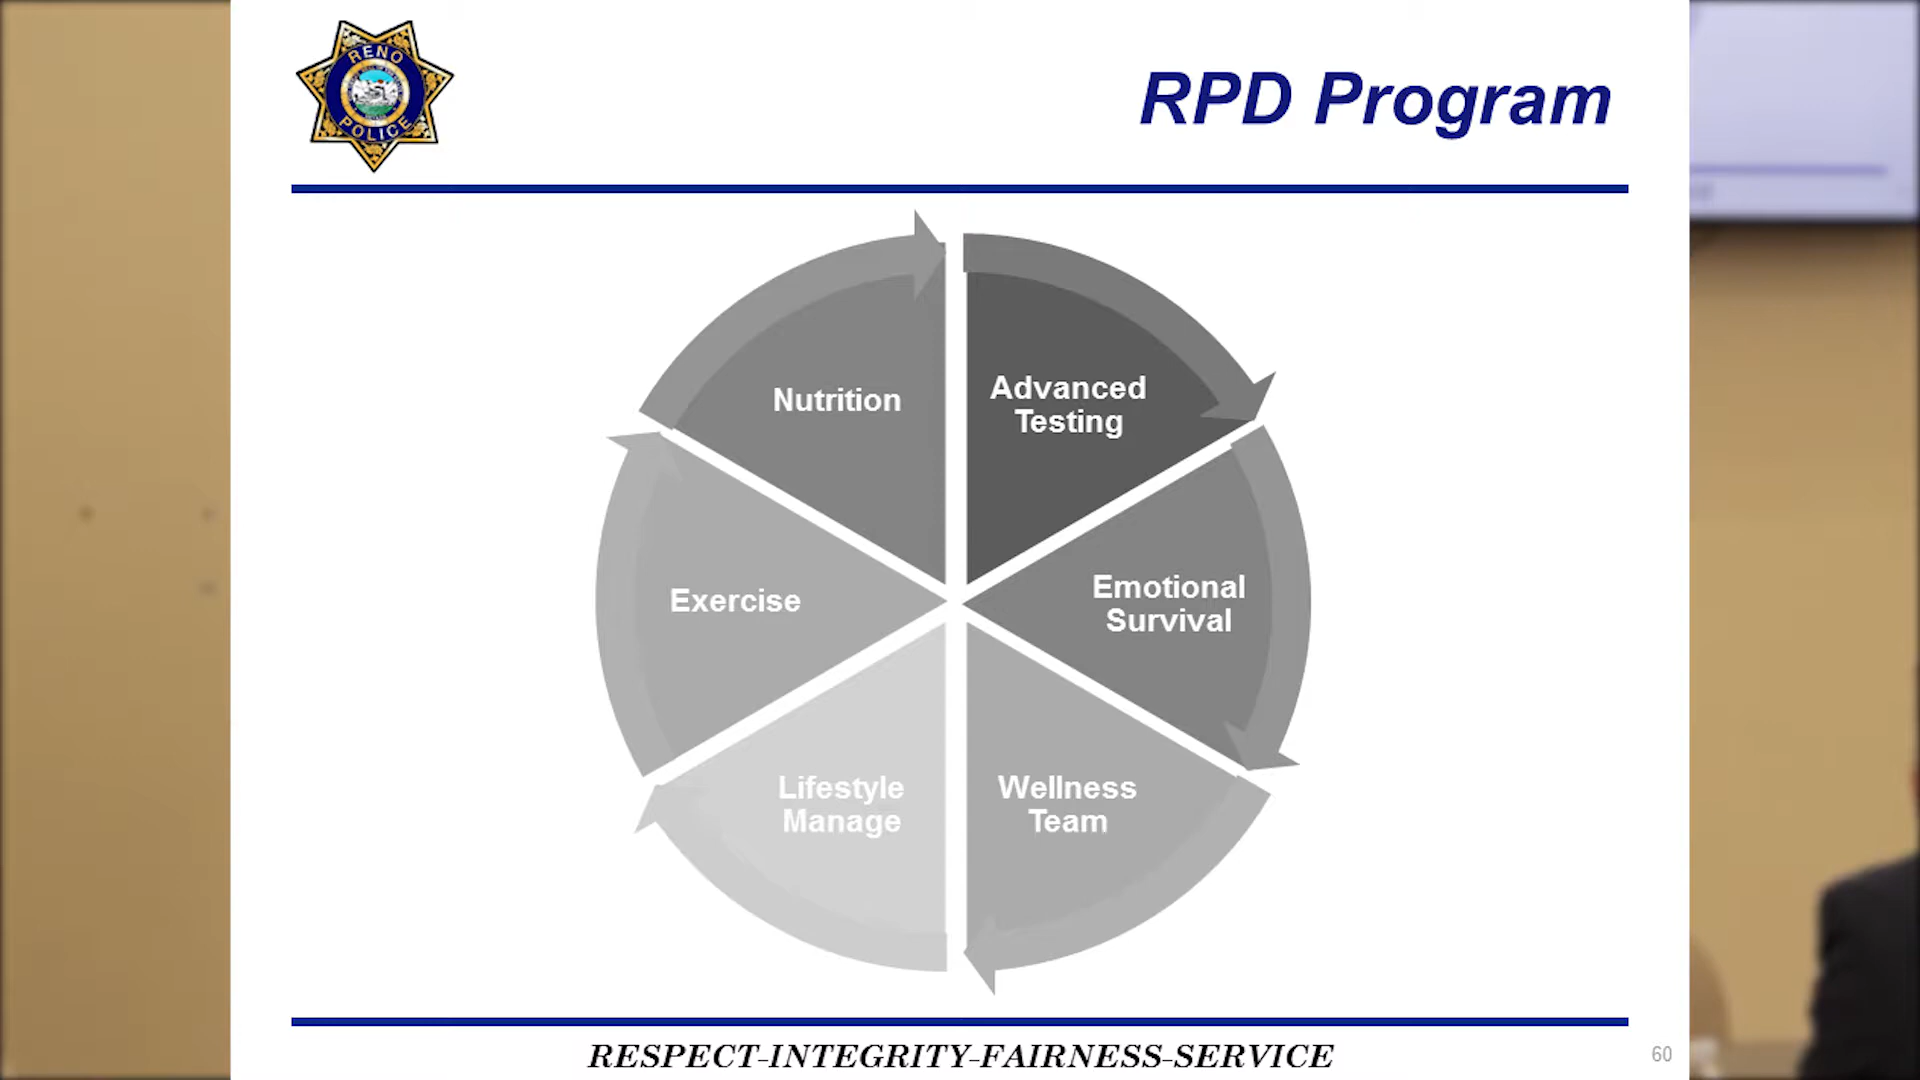 RENO
POLICE
RPD Program
Nutrition
Advanced
Testing
Exercise
Emotional
Survival
Lifestyle
Manage
Wellness
Team
RESPECT-INTEGRITY-FAIRNESS-SERVICE
60